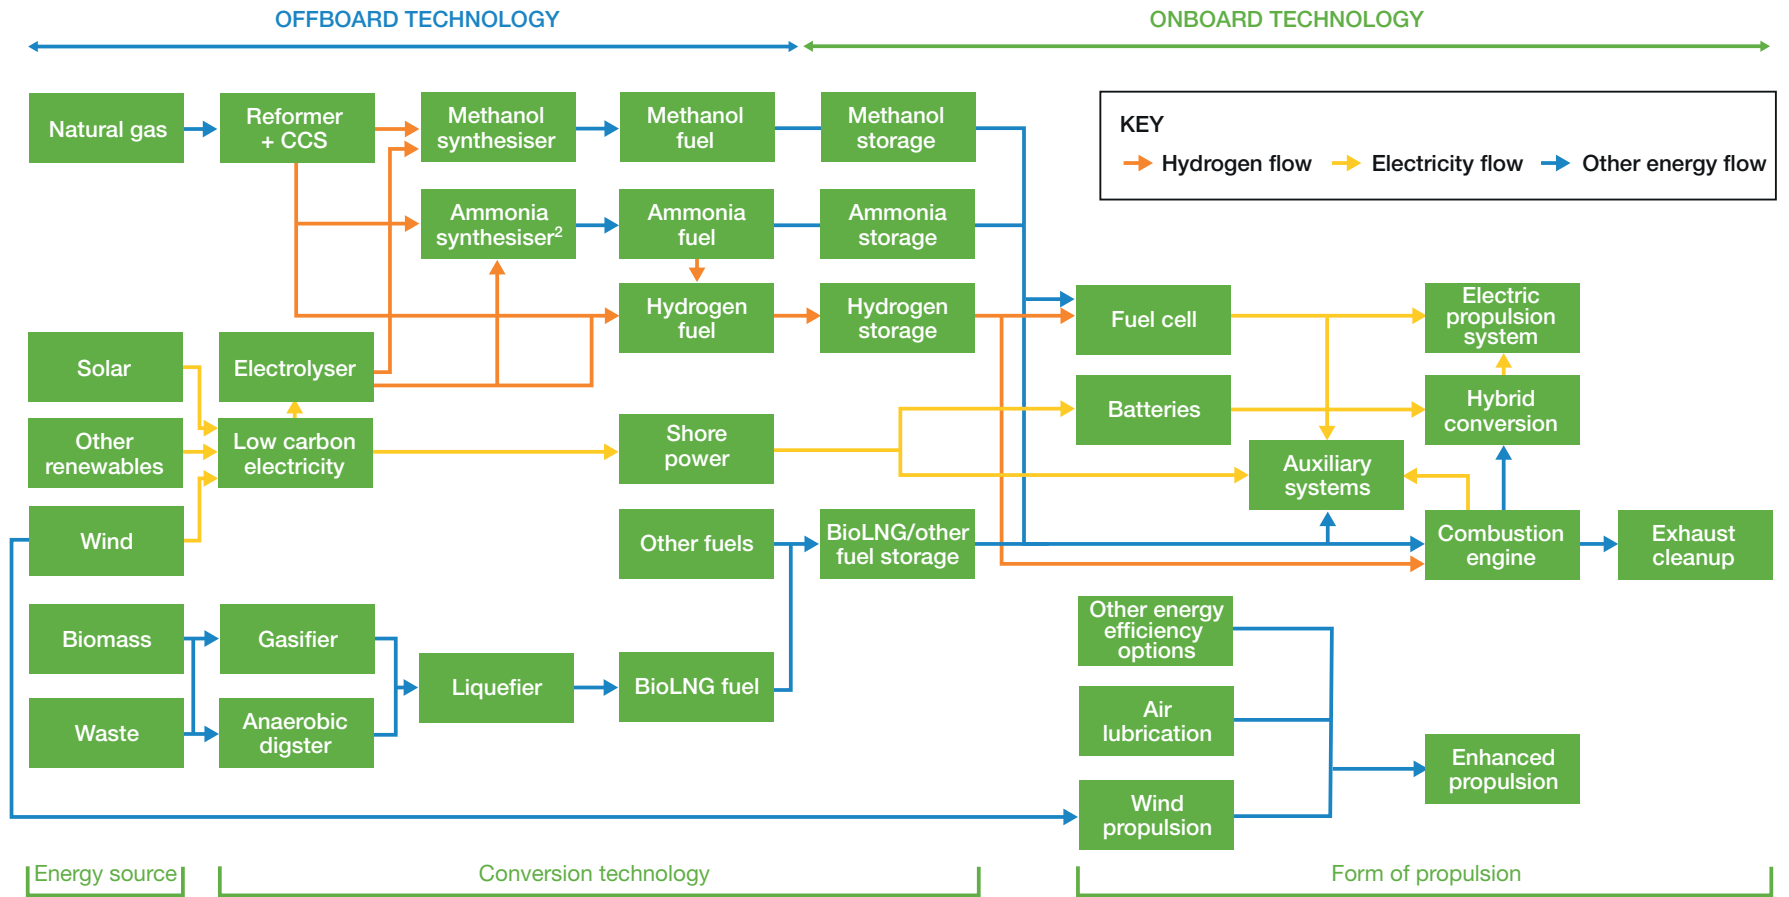 OFFBOARD TECHNOLOGY
ONBOARD TECHNOLOGY
KEY
Hydrogen flow
Electricity flow
Other energy flow
Natural gas
Reformer
+ CCS
Methanol
synthesiser
Methanol
fuel
Methanol
storage
Ammonia
synthesiser²
Ammonia
fuel
Ammonia
storage
Hydrogen
fuel
Hydrogen
storage
Fuel cell
Electric
propulsion
system
Solar
Electrolyser
Batteries
Hybrid
conversion
Other
renewables
Low carbon
electricity
Shore
power
Auxiliary
systems
Wind
Other fuels
BioLNG/other
fuel storage
Combustion
engine
Exhaust
cleanup
Biomass
Gasifier
Other energy
efficiency
options
Liquefier
BioLNG fuel
Waste
Anaerobic
digster
Air
lubrication
Enhanced
propulsion
Wind
propulsion
Energy source
Conversion technology
Form of propulsion